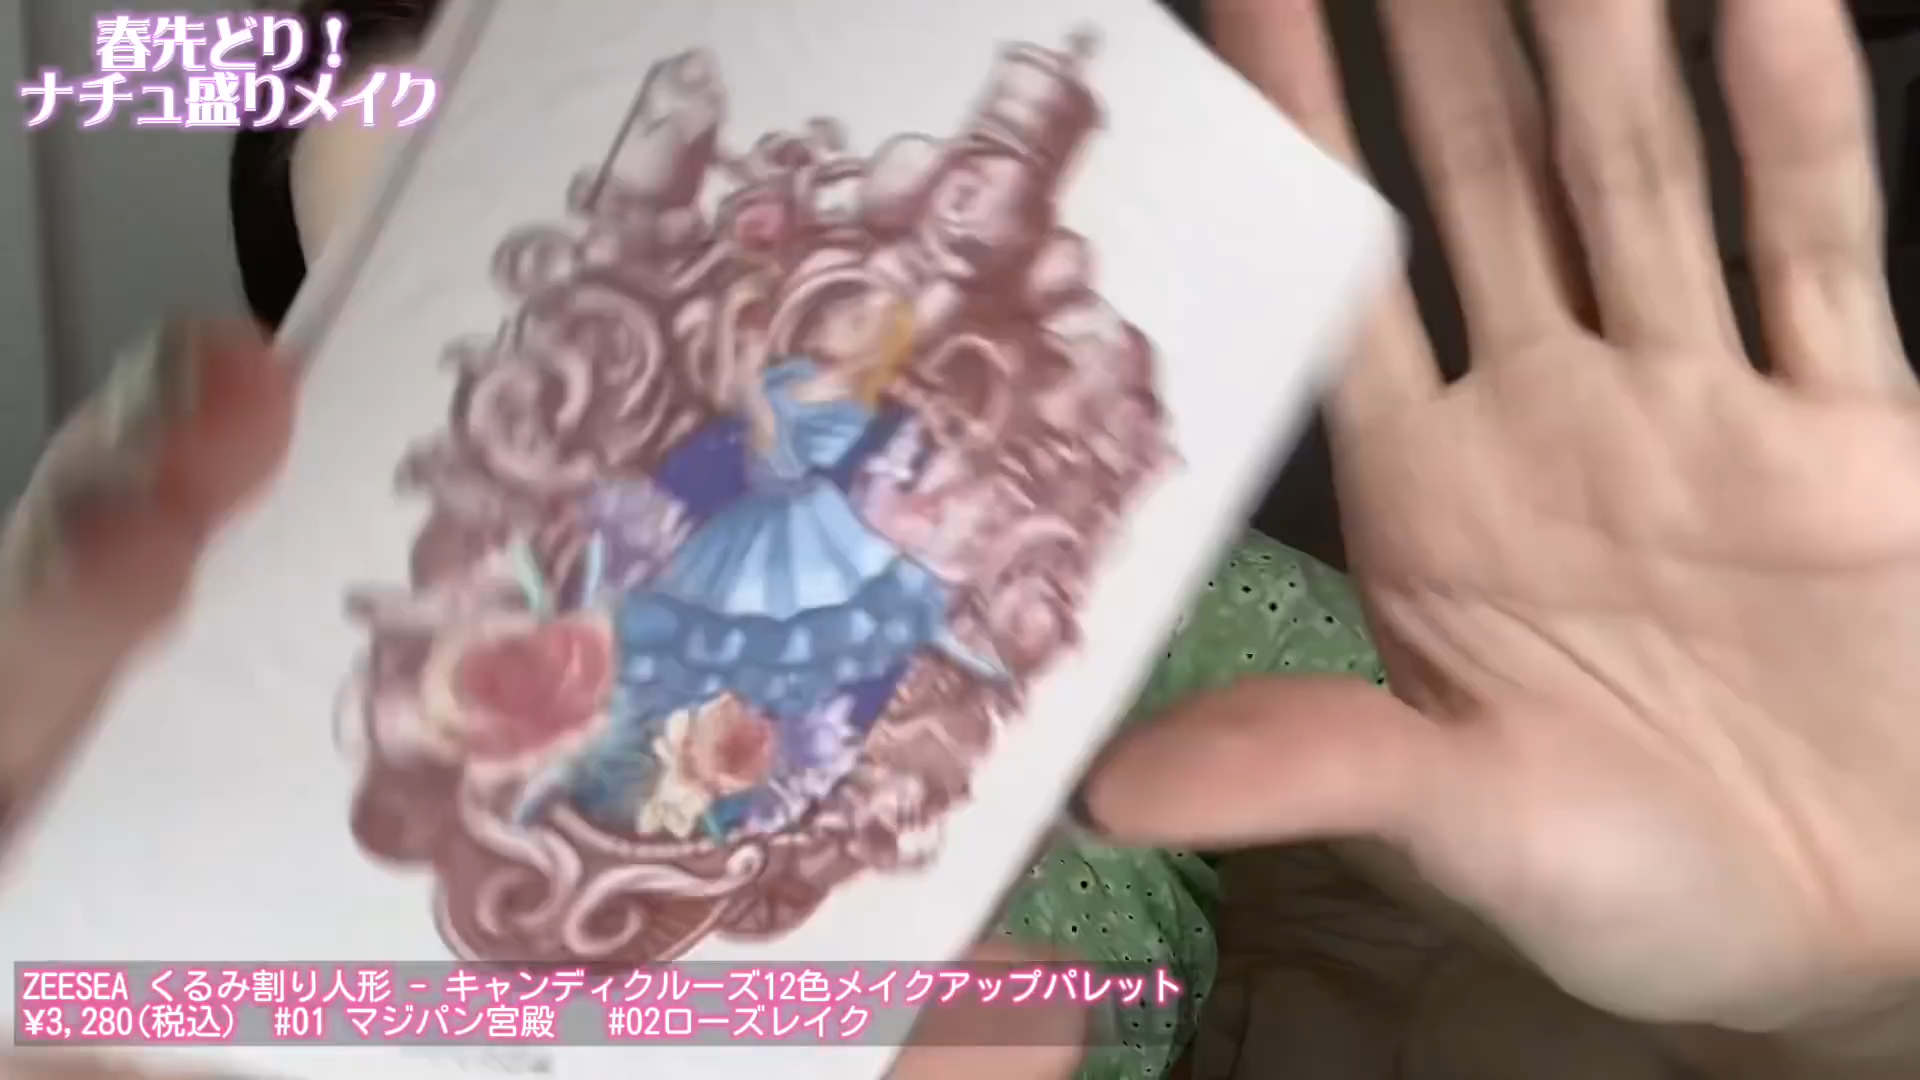 春先どり!
ナチュ盛りメイク
ZEESEA くるみ割り人形 - キャンディクルーズ12色メイクアップパレット
¥3,280(税込) #01 マジパン宮殿 #02ローズレイク